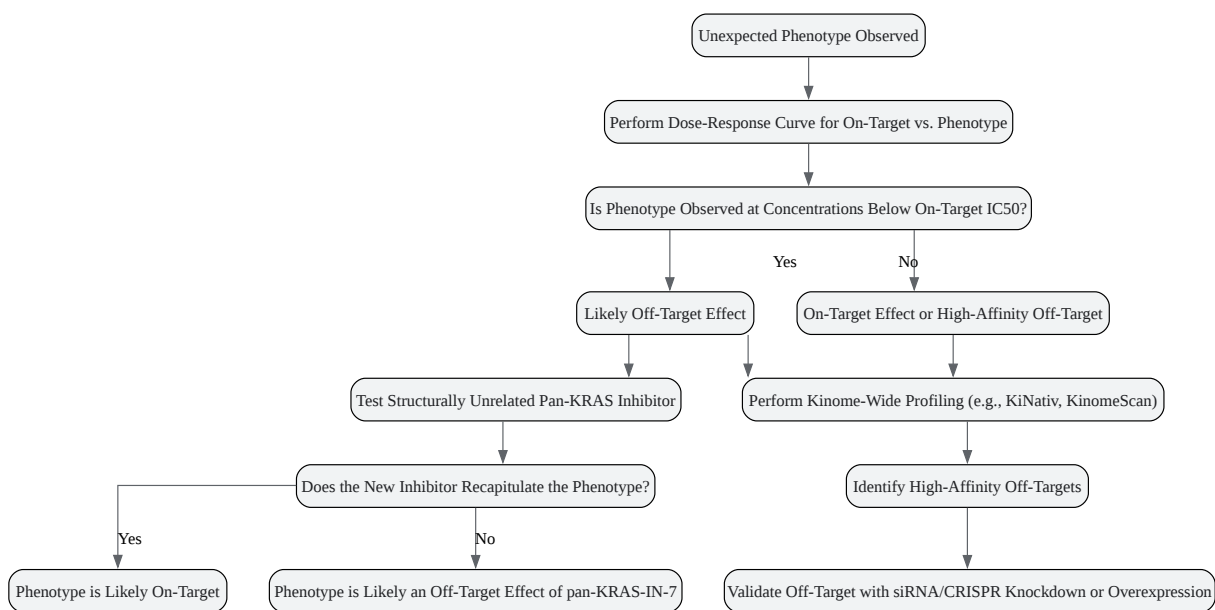 Unexpected Phenotype Observed
Perform Dose-Response Curve for On-Target vs. Phenotype
Is Phenotype Observed at Concentrations Below On-Target IC50?
Yes
No
Likely Off-Target Effect
On-Target Effect or High-Affinity Off-Target
Test Structurally Unrelated Pan-KRAS Inhibitor
Perform Kinome-Wide Profiling (e.g., KiNativ, KinomeScan)
Does the New Inhibitor Recapitulate the Phenotype?
Identify High-Affinity Off-Targets
Yes
No
Phenotype is Likely On-Target
Phenotype is Likely an Off-Target Effect of pan-KRAS-IN-7
Validate Off-Target with siRNA/CRISPR Knockdown or Overexpression